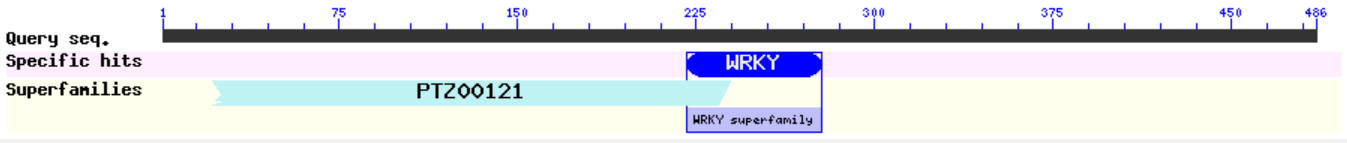 1 75 150 225 300 375 450 486
Query seq.
Specific hits WRKY
Superfamilies PTZ00121
WRKY superfamily